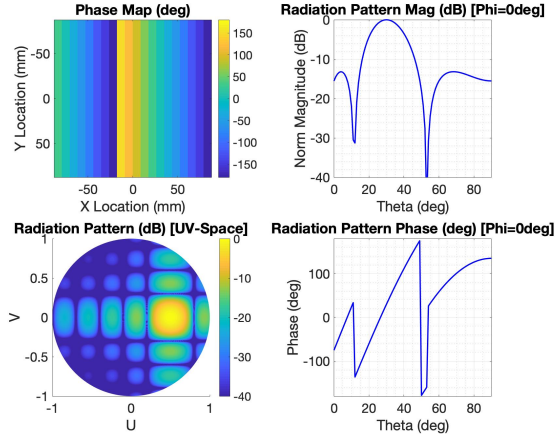 Phase Map (deg)
-50
0
50
Y Location (mm)
-50 0 50
X Location (mm)
150
100
50
0
-50
-100
-150
Radiation Pattern Mag (dB) [Phi=0deg]
0
-10
-20
-30
-40
Norm Magnitude (dB)
0 20 40 60 80
Theta (deg)
Radiation Pattern (dB) [UV-Space]
1
0.5
0
-0.5
-1
V
-1 0 1
U
0
-10
-20
-30
-40
Radiation Pattern Phase (deg) [Phi=0deg]
100
0
-100
Phase (deg)
0 20 40 60 80
Theta (deg)